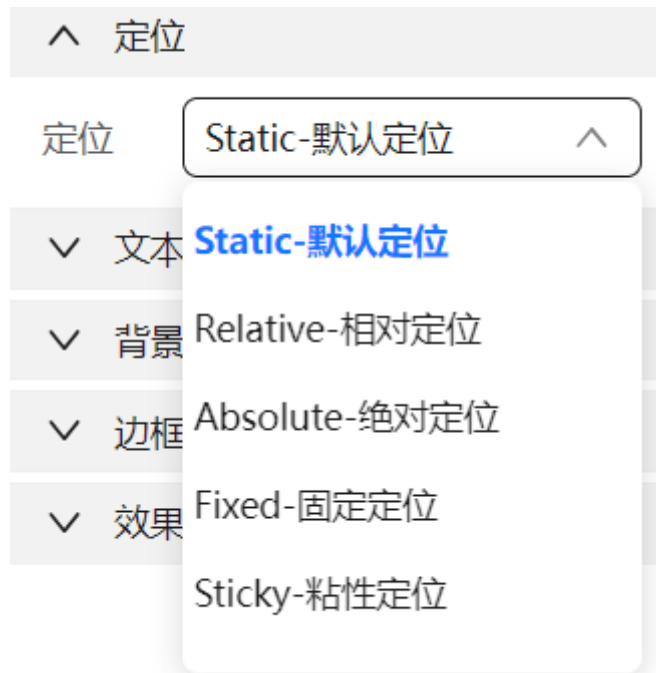 定位
定位
Static-默认定位
文本
Static-默认定位
背景
Relative-相对定位
边框
Absolute-绝对定位
效果
Fixed-固定定位
Sticky-粘性定位